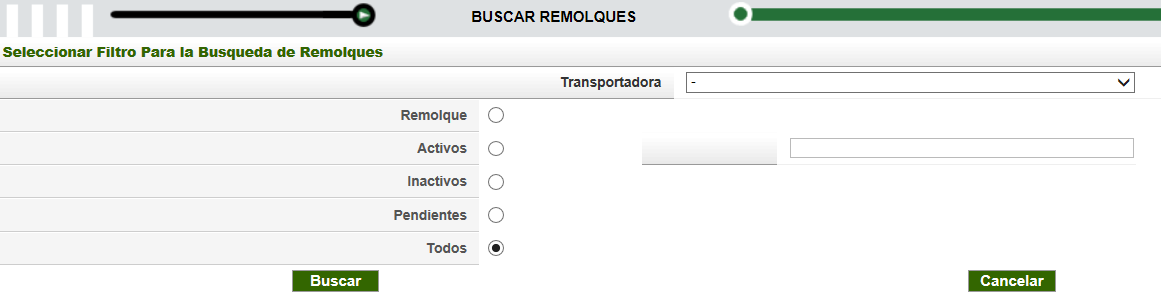 BUSCAR REMOLQUES
Seleccionar Filtro Para la Busqueda de Remolques
Transportadora -
Remolque
Activos
Inactivos
Pendientes
Todos
Buscar Cancelar